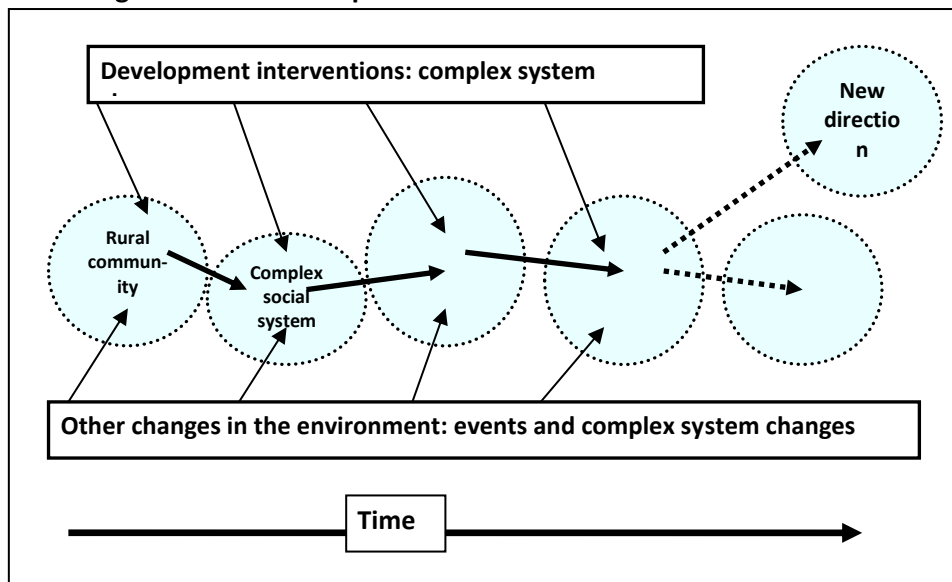 Development interventions: complex system
New
directio
n
Rural
commun-
ity
Complex
social
system
Other changes in the environment: events and complex system changes
Time